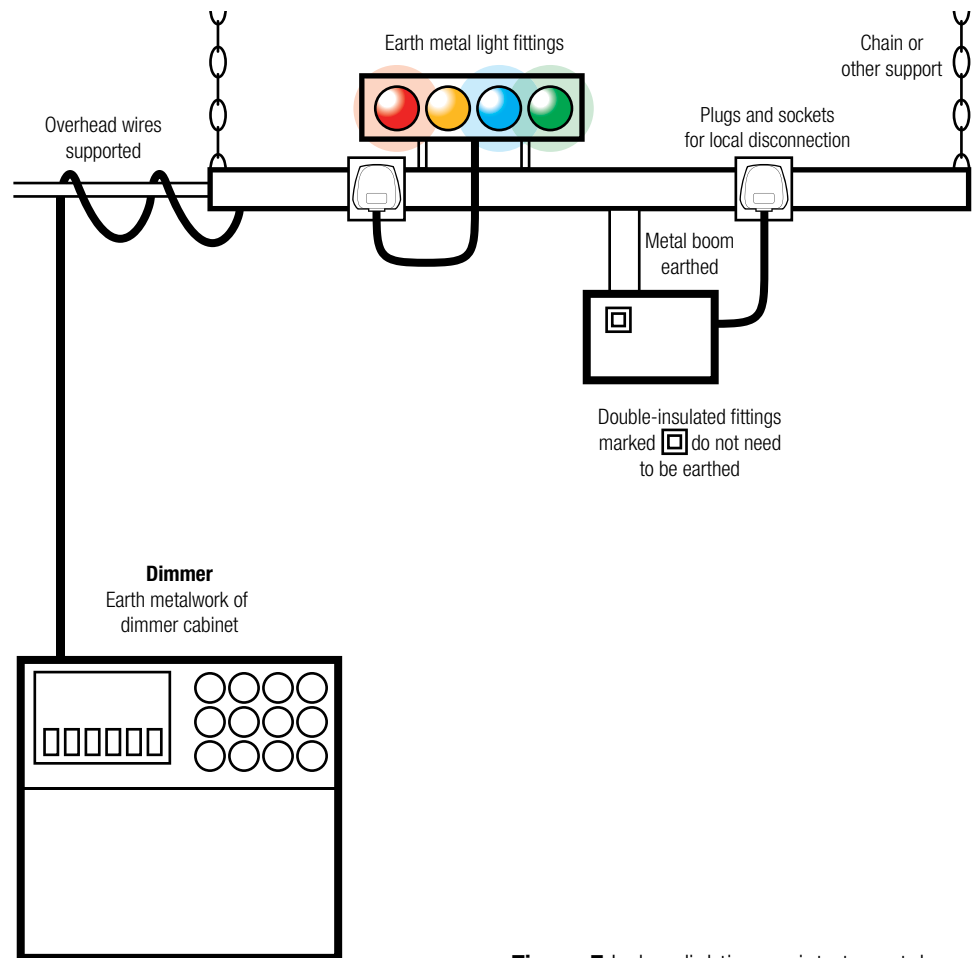 Earth metal light fittings
Chain or
other support
Overhead wires
supported
Plugs and sockets
for local disconnection
Metal boom
earthed
Double-insulated fittings
marked do not need
to be earthed
Dimmer
Earth metalwork of
dimmer cabinet